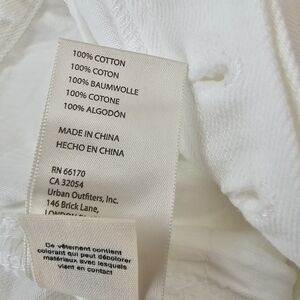 100% COTTON
100% COTON
100% BAUMWOLLE
100% COTONE
100% ALGODÓN
MADE IN CHINA
HECHO EN CHINA
RN 66170
CA 32054
Urban Outfitters, Inc.
146 Brick Lane,
LONDON
Ce vêtement contient
colorant qui peut décolorer
matériaux avec lesquels
vient en contact